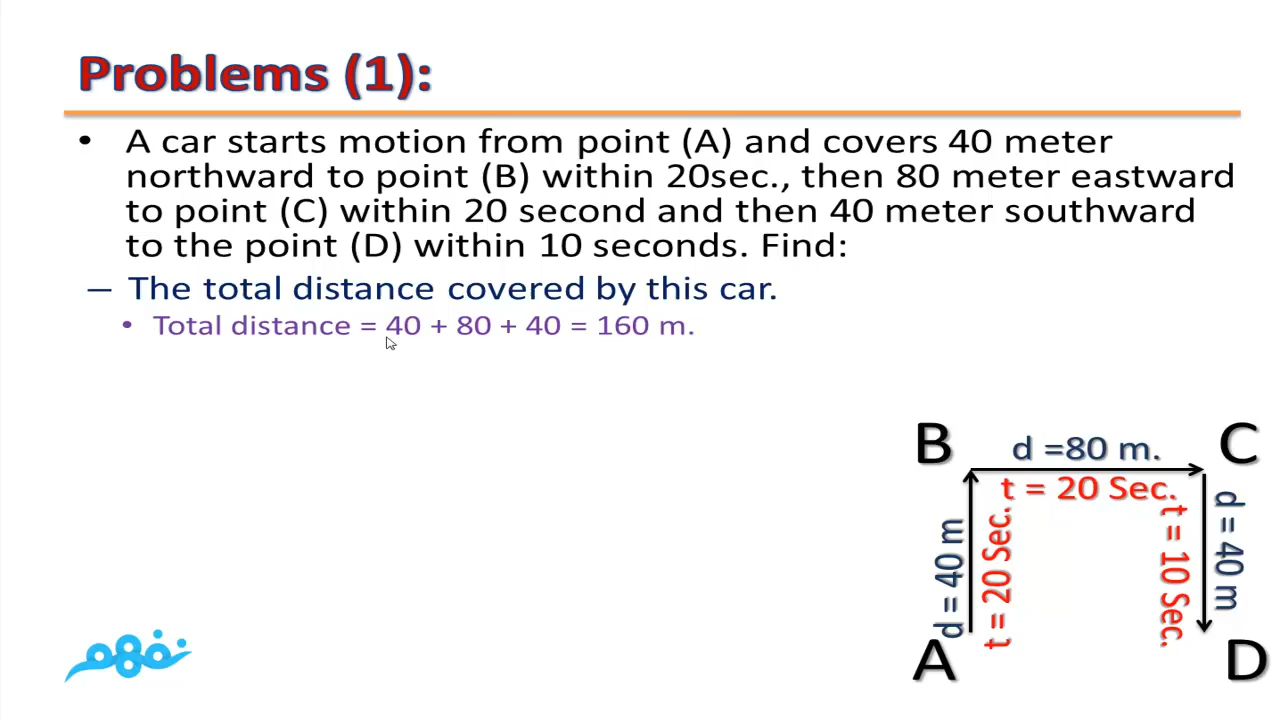 Problems (1):
• A car starts motion from point (A) and covers 40 meter
northward to point (B) within 20sec., then 80 meter eastward
to point (C) within 20 second and then 40 meter southward
to the point (D) within 10 seconds. Find:
– The total distance covered by this car.
• Total distance = 40 + 80 + 40 = 160 m.
B
d =80 m.
C
t = 20 Sec.
d = 40 m
t = 20 Sec.
t = 10 Sec.
d = 40 m
A
D
نفهم